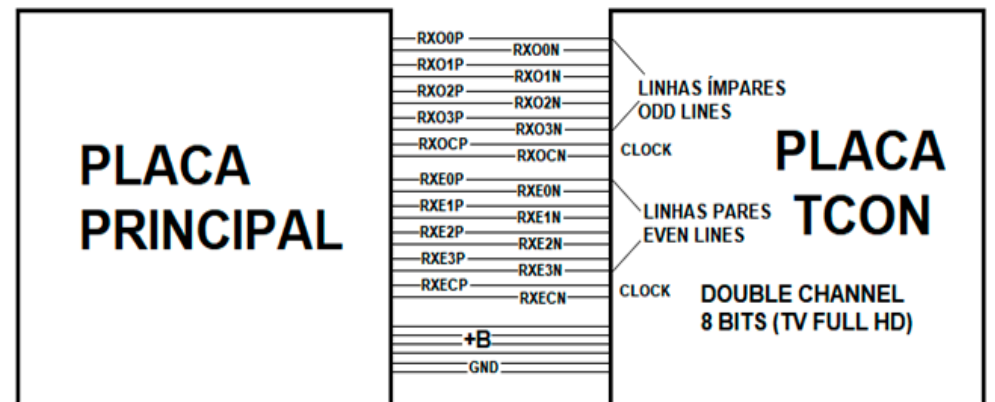 PLACA
PRINCIPAL
RXO0P
RXO0N
RXO1P
RXO1N
RXO2P
RXO2N
RXO3P
RXO3N
RXOCP
RXOCN
RXE0P
RXE0N
RXE1P
RXE1N
RXE2P
RXE2N
RXE3P
RXE3N
RXECP
RXECN
+B
GND
LINHAS ÍMPARES
ODD LINES
CLOCK
LINHAS PARES
EVEN LINES
CLOCK
PLACA
TCON
DOUBLE CHANNEL
8 BITS (TV FULL HD)